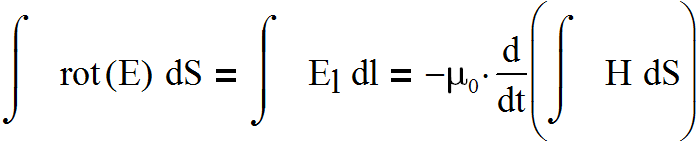 ∫ rot(E) dS = ∫ E_l dl = −μ₀·d/dt(∫ H dS)